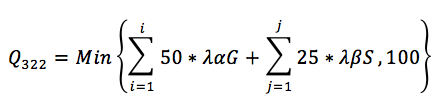 Q₃₂₂ = Min { ∑_{i=1}^{i} 50 * λαG + ∑_{j=1}^{j} 25 * λβS , 100 }